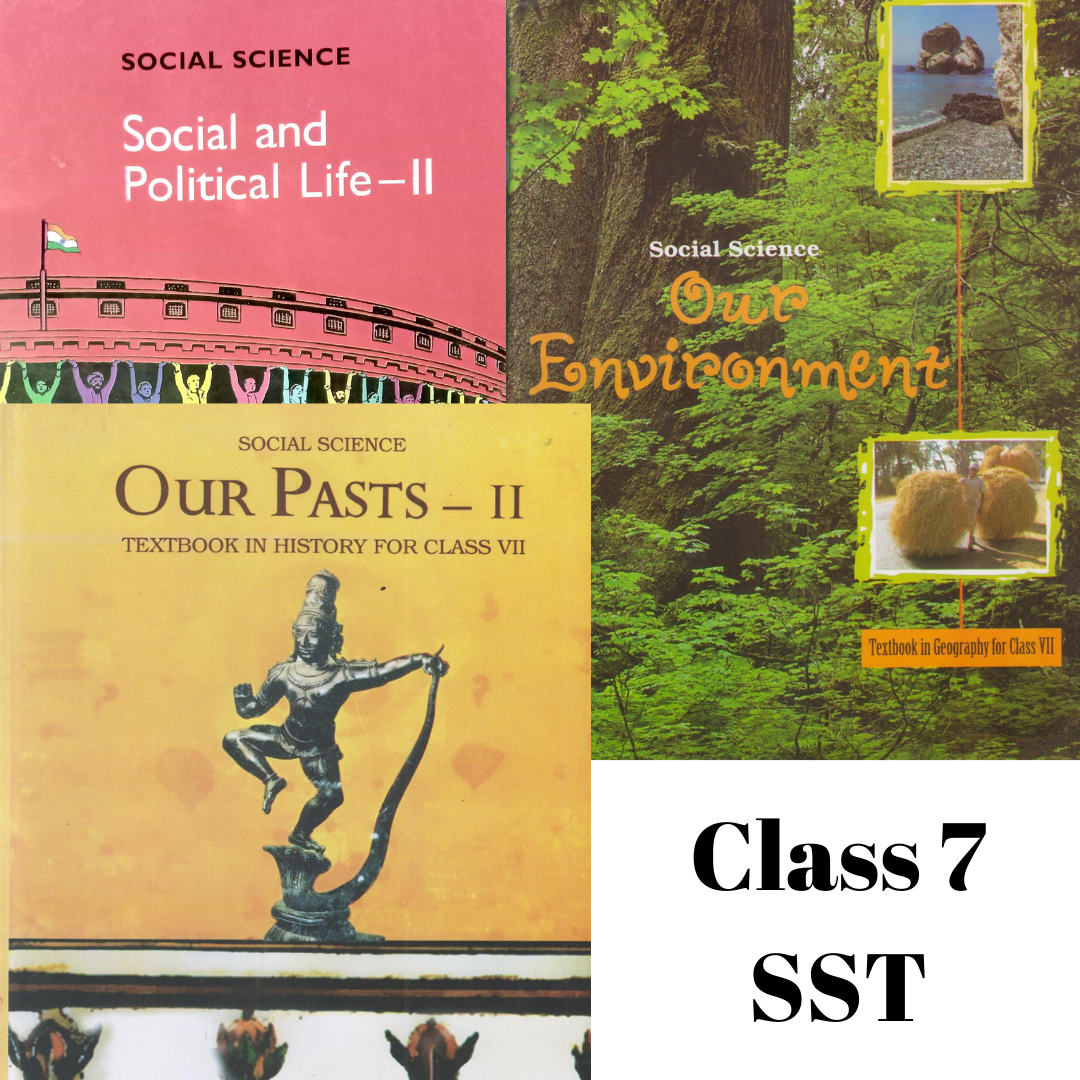 SOCIAL SCIENCE
Social and
Political Life – II
Social Science
Our
Environment
Textbook in Geography for Class VII
SOCIAL SCIENCE
OUR PASTS – II
TEXTBOOK IN HISTORY FOR CLASS VII
Class 7
SST